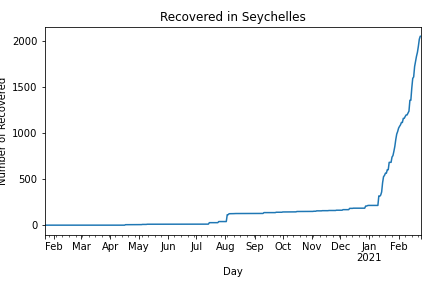 Recovered in Seychelles
Number of Recovered
2000
1500
1000
500
0
Feb Mar Apr May Jun Jul Aug Sep Oct Nov Dec Jan Feb
2021
Day